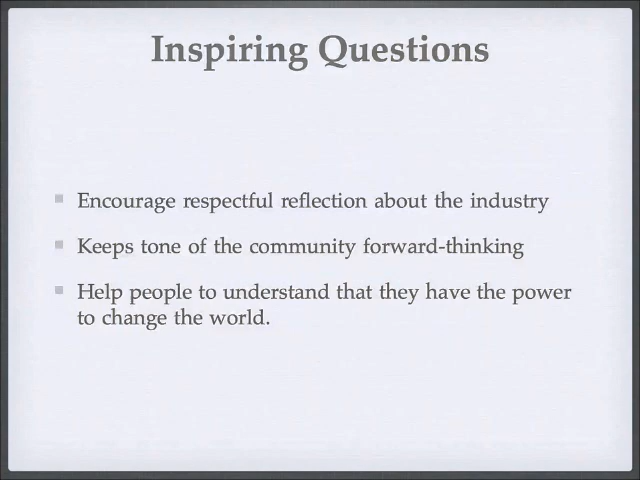 Inspiring Questions
Encourage respectful reflection about the industry
Keeps tone of the community forward-thinking
Help people to understand that they have the power
to change the world.